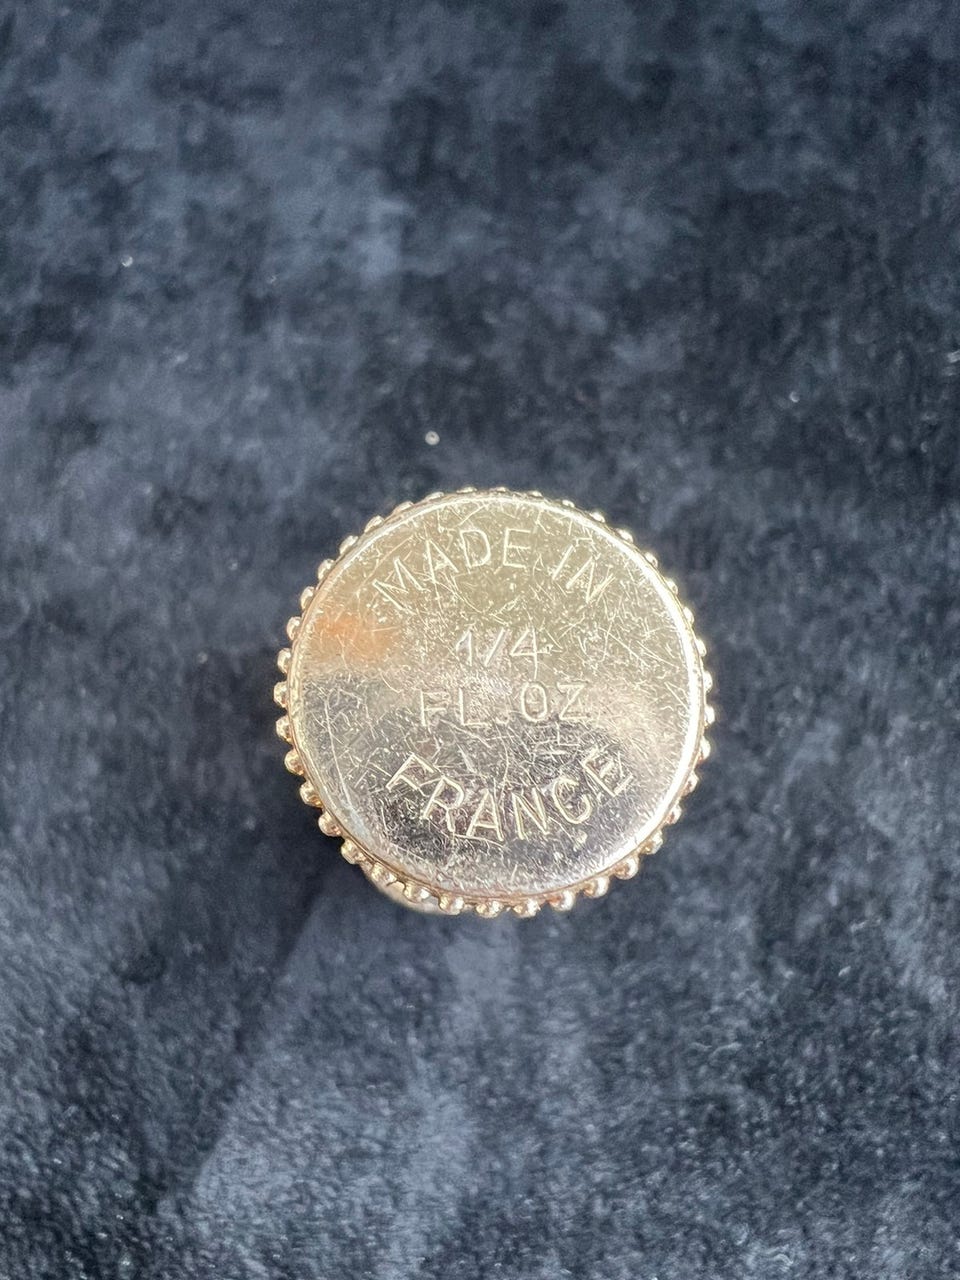 MADE IN
1/4
FL. OZ
FRANCE